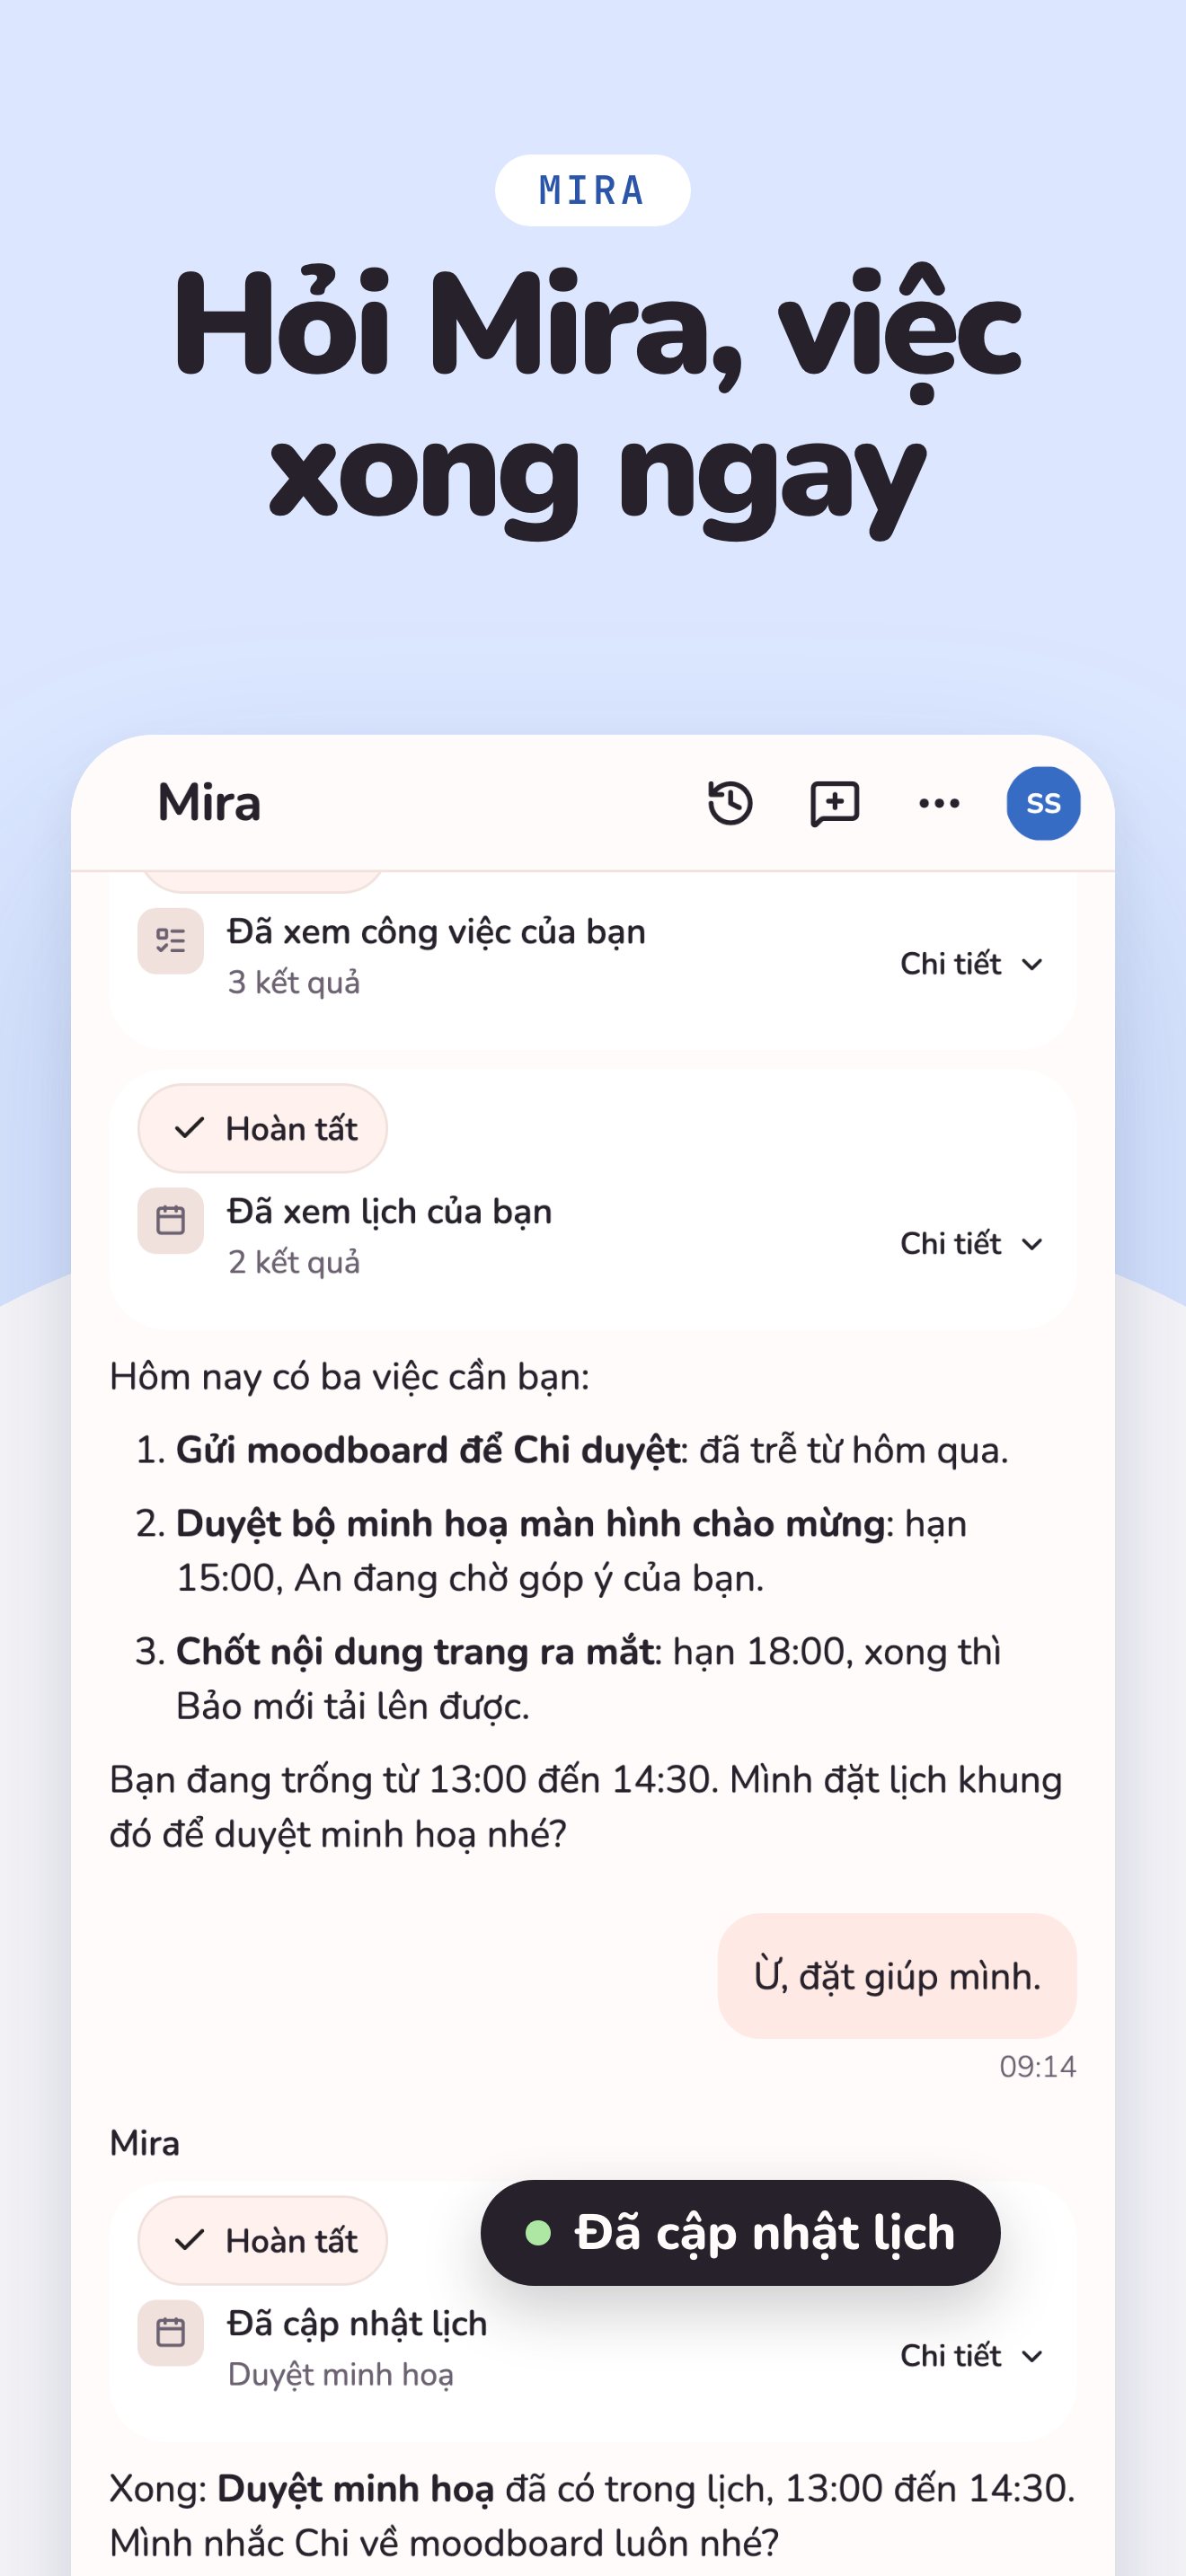 MIRA
Hỏi Mira, việc
xong ngay
Mira
SS
Đã xem công việc của bạn
3 kết quả
Chi tiết
Hoàn tất
Đã xem lịch của bạn
2 kết quả
Chi tiết
Hôm nay có ba việc cần bạn:
1. Gửi moodboard để Chi duyệt: đã trễ từ hôm qua.
2. Duyệt bộ minh hoạ màn hình chào mừng: hạn
15:00, An đang chờ góp ý của bạn.
3. Chốt nội dung trang ra mắt: hạn 18:00, xong thì
Bảo mới tải lên được.
Bạn đang trống từ 13:00 đến 14:30. Mình đặt lịch khung
đó để duyệt minh hoạ nhé?
Ừ, đặt giúp mình.
09:14
Mira
Hoàn tất
Đã cập nhật lịch
Đã cập nhật lịch
Duyệt minh hoạ
Chi tiết
Xong: Duyệt minh hoạ đã có trong lịch, 13:00 đến 14:30.
Mình nhắc Chi về moodboard luôn nhé?